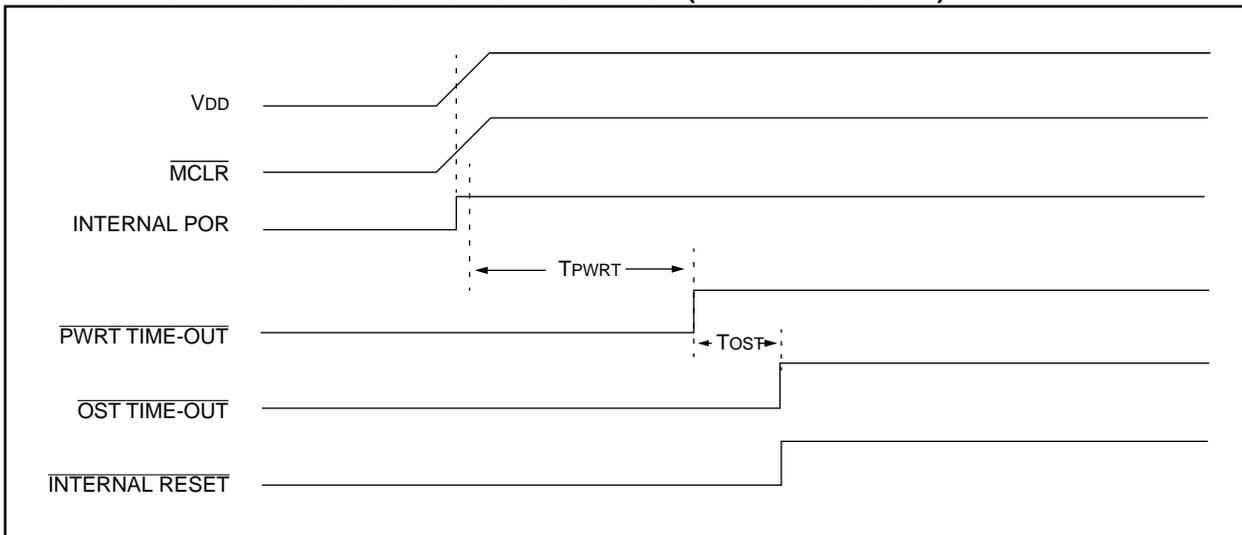 VDD
MCLR
INTERNAL POR
TPWRT
PWRT TIME-OUT
TOST
OST TIME-OUT
INTERNAL RESET